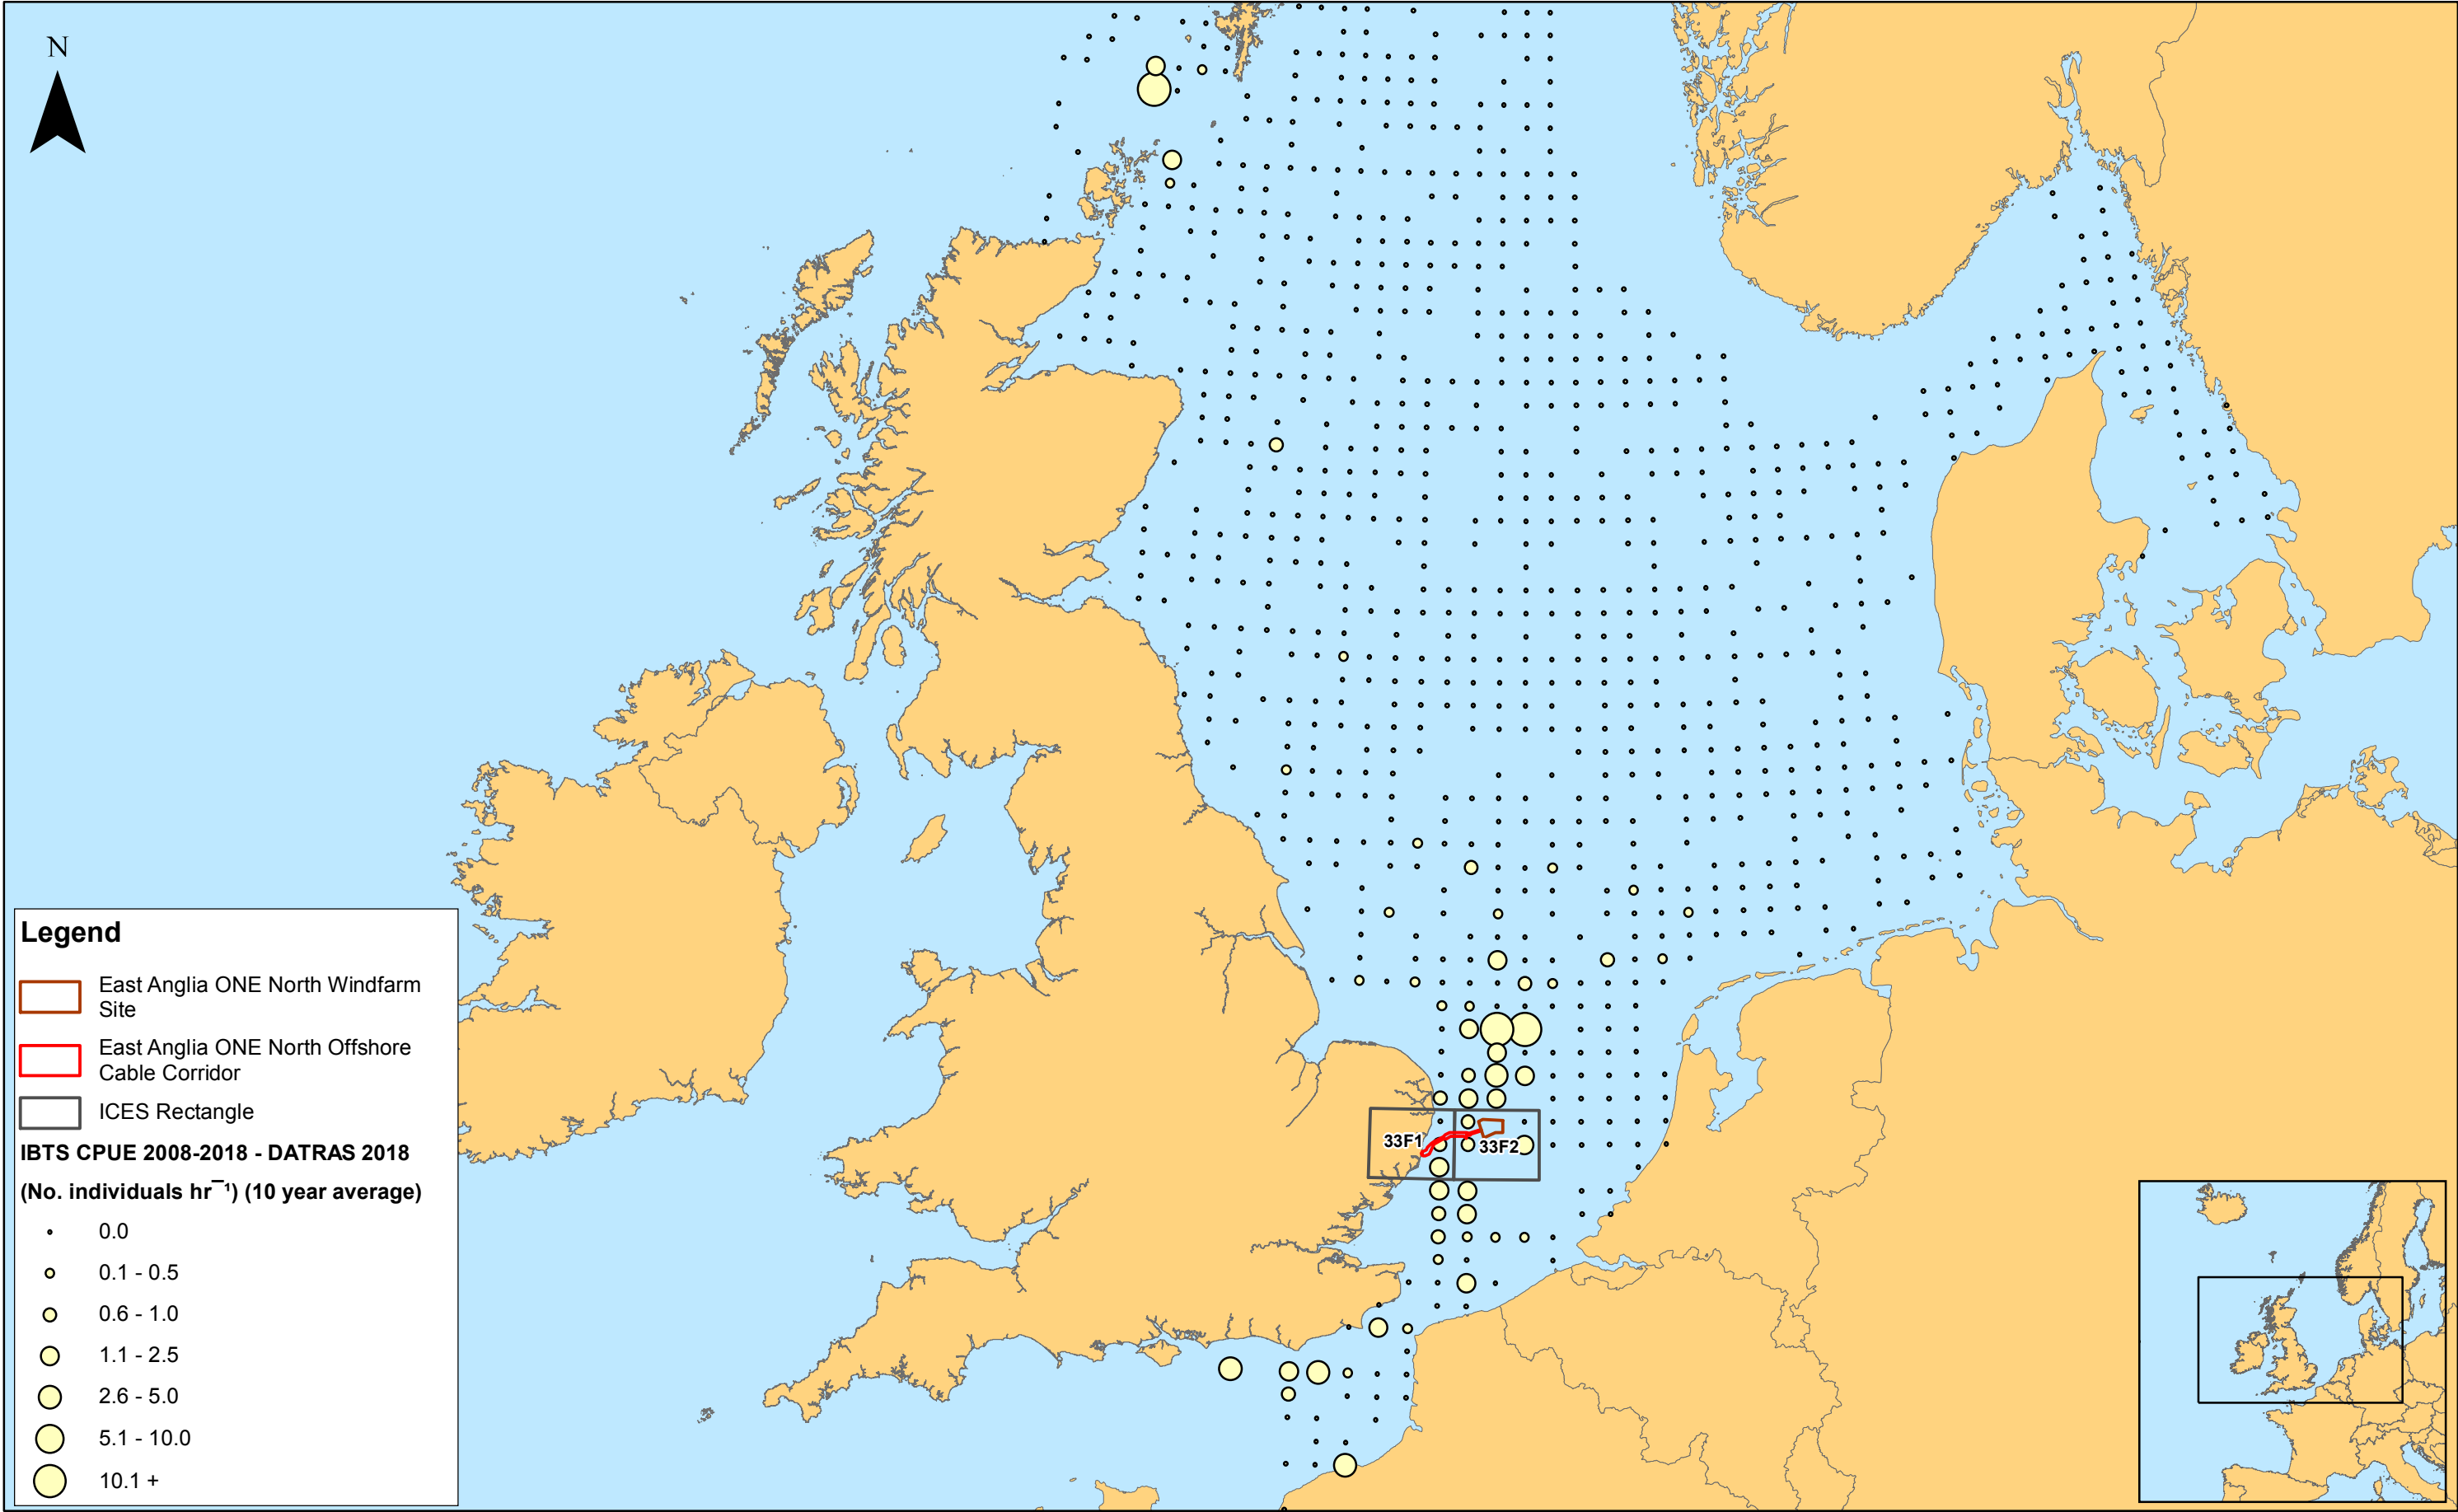 N
33F1
33F2
Legend
East Anglia ONE North Windfarm
Site
East Anglia ONE North Offshore
Cable Corridor
ICES Rectangle
IBTS CPUE 2008-2018 - DATRAS 2018
(No. individuals hr¯¹) (10 year average)
0.0
0.1 - 0.5
0.6 - 1.0
1.1 - 2.5
2.6 - 5.0
5.1 - 10.0
10.1 +